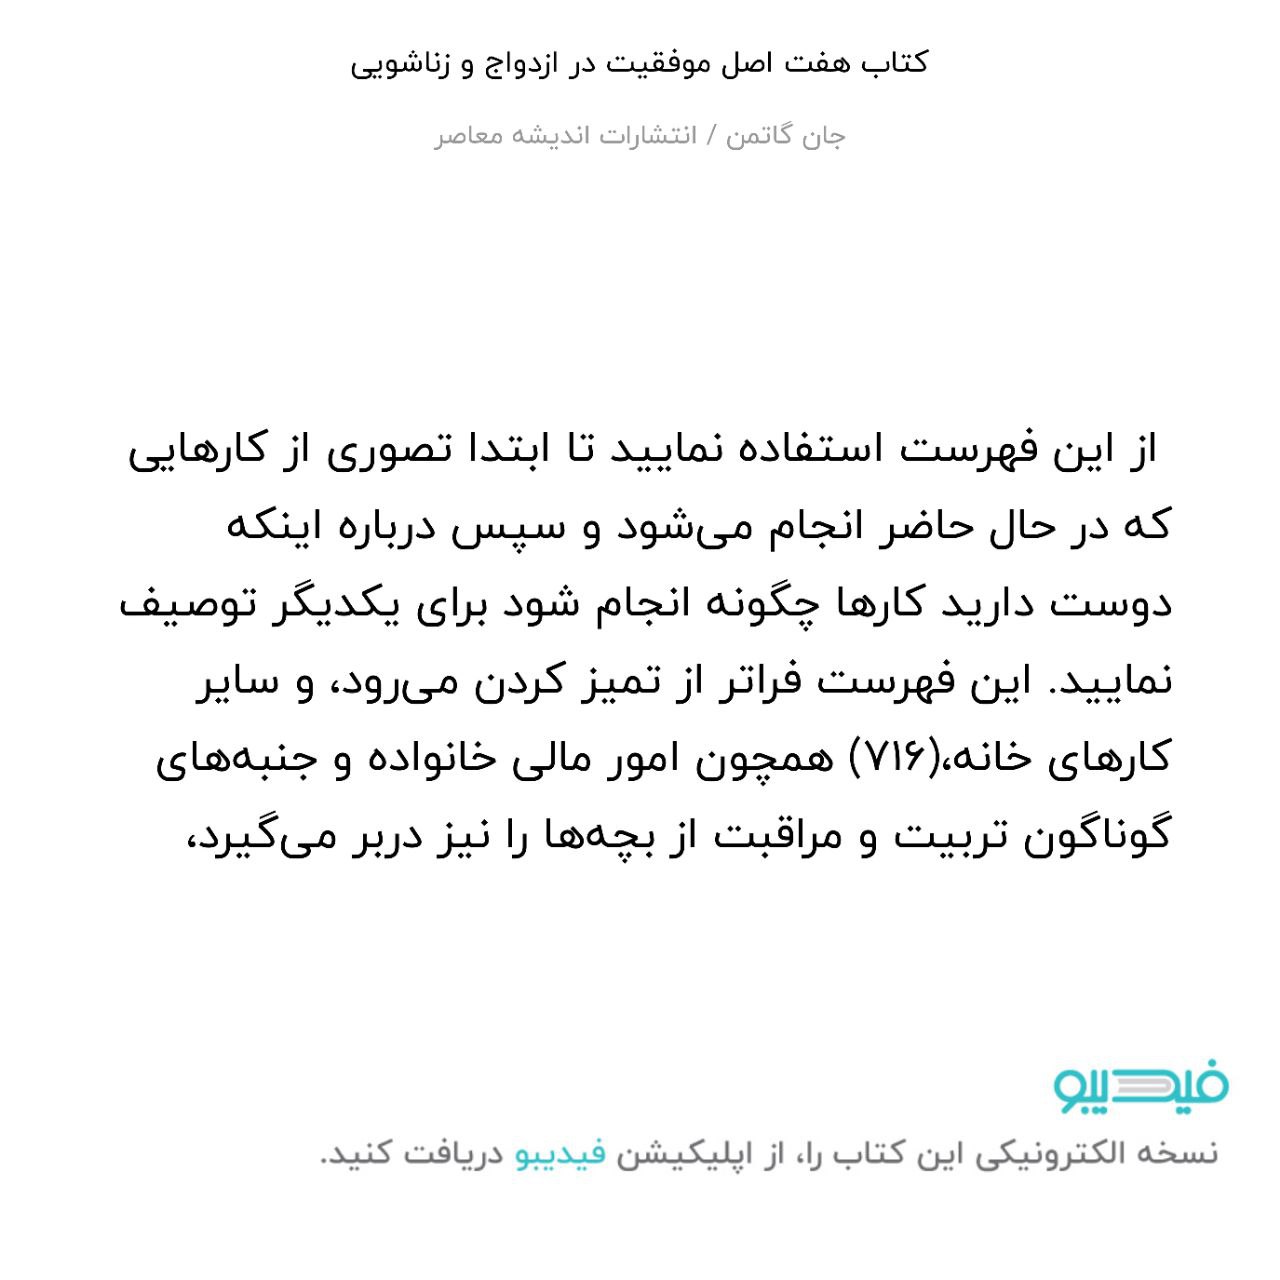 کتاب هفت اصل موفقیت در ازدواج و زناشویی
جان گاتمن / انتشارات اندیشه معاصر
از این فهرست استفاده نمایید تا ابتدا تصوری از کارهایی
که در حال حاضر انجام می‌شود و سپس درباره اینکه
دوست دارید کارها چگونه انجام شود برای یکدیگر توصیف
نمایید. این فهرست فراتر از تمیز کردن می‌رود، و سایر
کارهای خانه،(۷۱۶) همچون امور مالی خانواده و جنبه‌های
گوناگون تربیت و مراقبت از بچه‌ها را نیز دربر می‌گیرد،
فیدیبو
نسخه الکترونیکی این کتاب را، از اپلیکیشن فیدیبو دریافت کنید.